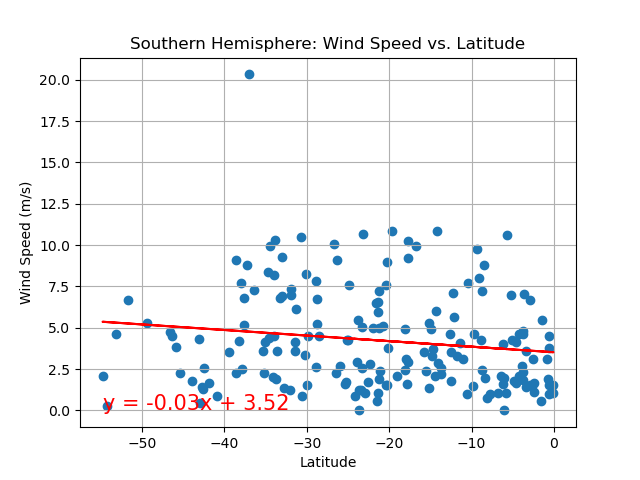 Southern Hemisphere: Wind Speed vs. Latitude
20.0
17.5
15.0
12.5
10.0
7.5
5.0
2.5
0.0
Wind Speed (m/s)
y = -0.03x + 3.52
−50 −40 −30 −20 −10 0
Latitude